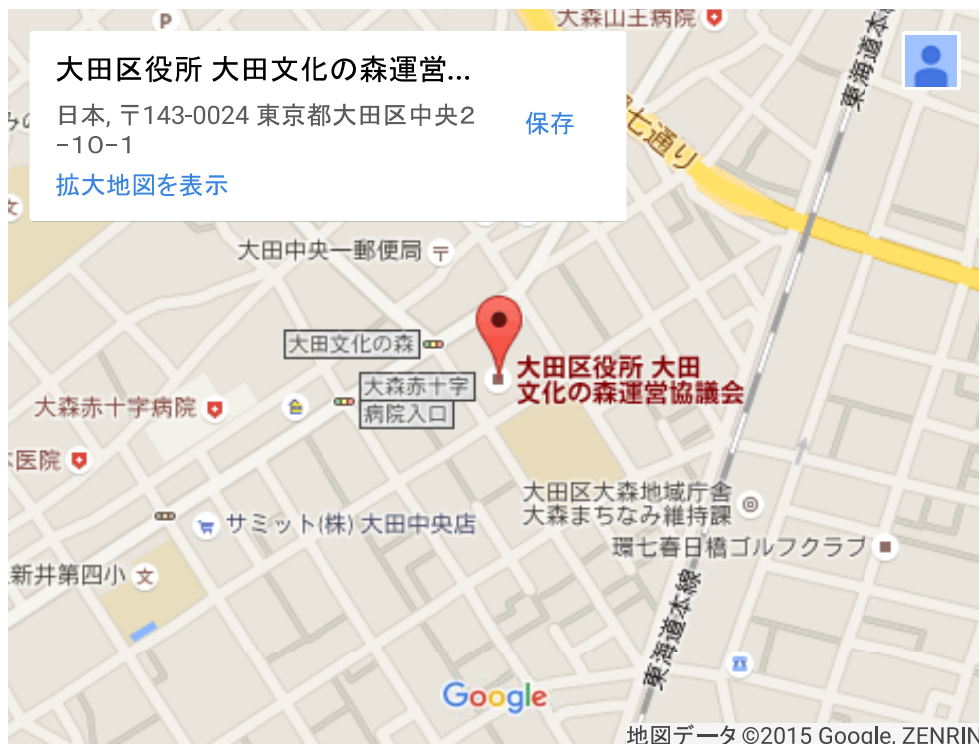 P
大森山王病院
大田区役所 大田文化の森運営...
日本, 〒143-0024 東京都大田区中央2
-10-1
保存
拡大地図を表示
東海道本線
七通り
文
大田中央一郵便局 〒
大田文化の森
大森赤十字
病院入口
大田区役所 大田
文化の森運営協議会
大森赤十字病院
医院
大田区大森地域庁舎
大森まちなみ維持課
サミット(株) 大田中央店
環七春日橋ゴルフクラブ
新井第四小 文
東海道本線
Google
地図データ ©2015 Google, ZENRIN